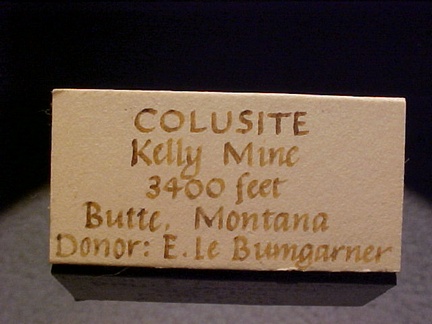 COLUSITE
Kelly Mine
3400 feet
Butte, Montana
Donor: E. Le Bumgarner